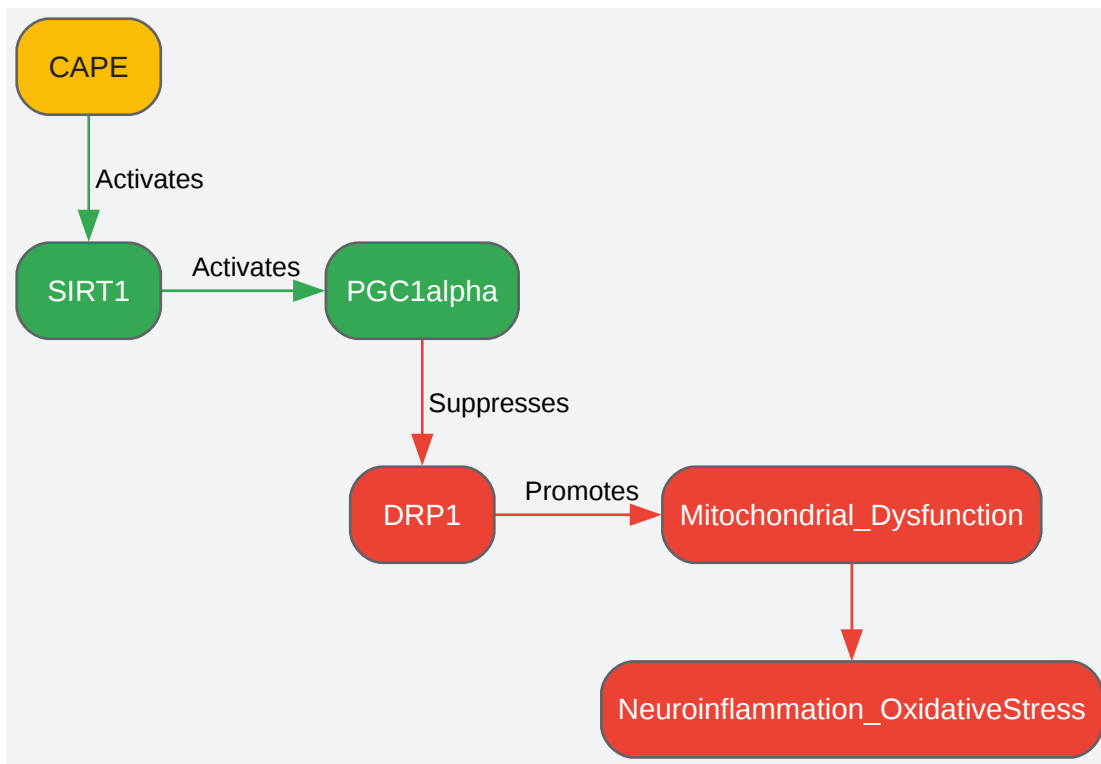 CAPE
Activates
SIRT1
Activates
PGC1alpha
Suppresses
DRP1
Promotes
Mitochondrial_Dysfunction
Neuroinflammation_OxidativeStress